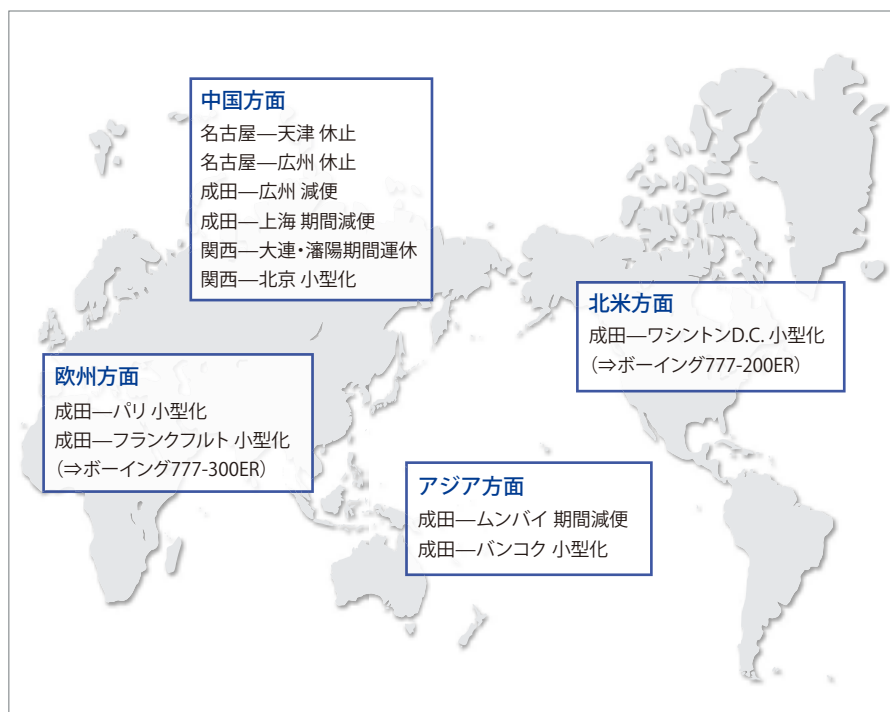 中国方面
名古屋—天津 休止
名古屋—広州 休止
成田—広州 減便
成田—上海 期間減便
関西—大連・瀋陽期間運休
関西—北京 小型化
北米方面
成田—ワシントンD.C. 小型化
(⇒ボーイング777-200ER)
欧州方面
成田—パリ 小型化
成田—フランクフルト 小型化
(⇒ボーイング777-300ER)
アジア方面
成田—ムンバイ 期間減便
成田—バンコク 小型化